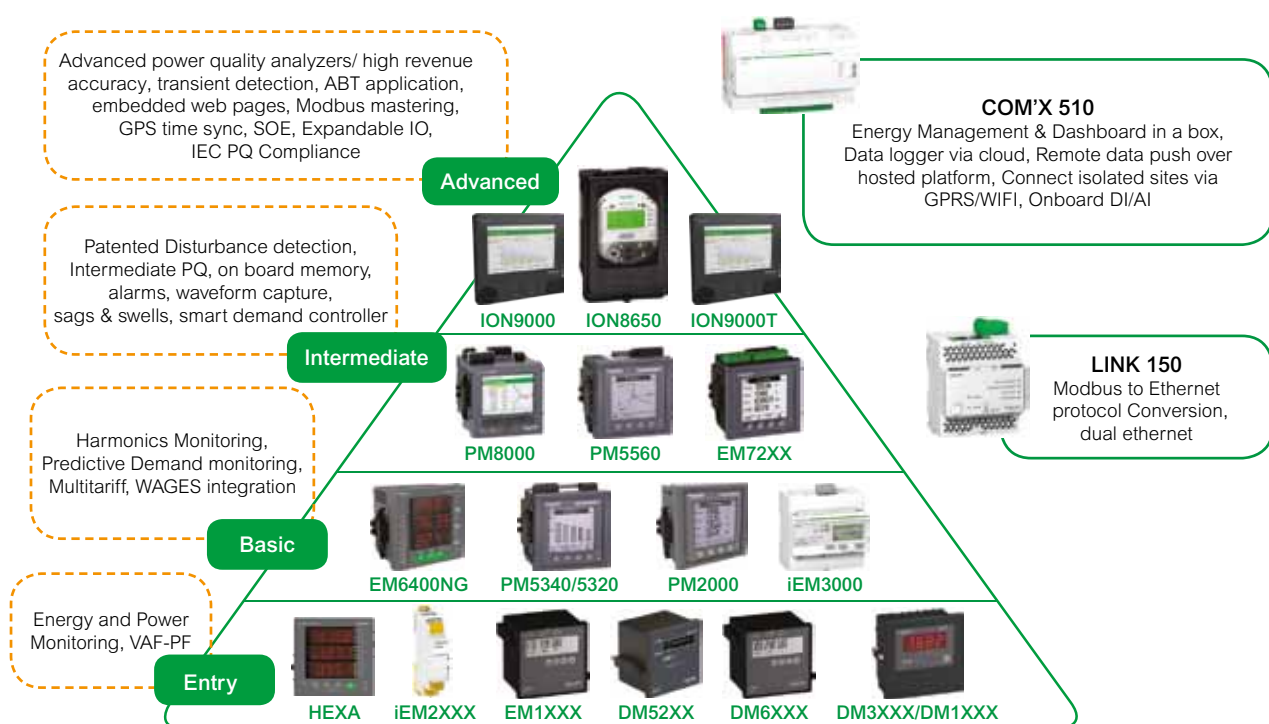 Advanced power quality analyzers/ high revenue
accuracy, transient detection, ABT application,
embedded web pages, Modbus mastering,
GPS time sync, SOE, Expandable IO,
IEC PQ Compliance
Advanced
COM'X 510
Energy Management & Dashboard in a box,
Data logger via cloud, Remote data push over
hosted platform, Connect isolated sites via
GPRS/WIFI, Onboard DI/AI
ION9000
ION8650
ION9000T
Patented Disturbance detection,
Intermediate PQ, on board memory,
alarms, waveform capture,
sags & swells, smart demand controller
Intermediate
PM8000
PM5560
EM72XX
LINK 150
Modbus to Ethernet
protocol Conversion,
dual ethernet
Harmonics Monitoring,
Predictive Demand monitoring,
Multitariff, WAGES integration
Basic
EM6400NG
PM5340/5320
PM2000
iEM3000
Energy and Power
Monitoring, VAF-PF
Entry
HEXA
iEM2XXX
EM1XXX
DM52XX
DM6XXX
DM3XXX/DM1XXX